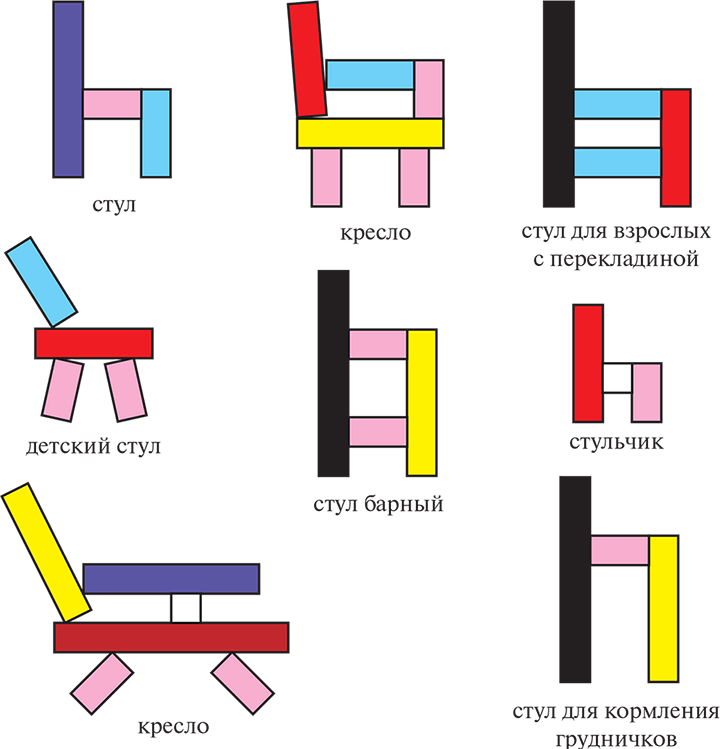 стул
кресло
стул для взрослых
с перекладиной
детский стул
стул барный
стульчик
кресло
стул для кормления
грудничков